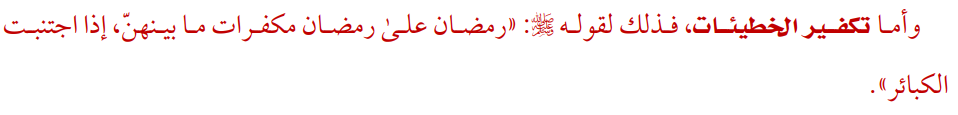 وأما تكفير الخطيئات، فذلك لقوله ﷺ: «رمضان علىٰ رمضان مكفرات ما بينهنّ، إذا اجتنبت
الكبائر».